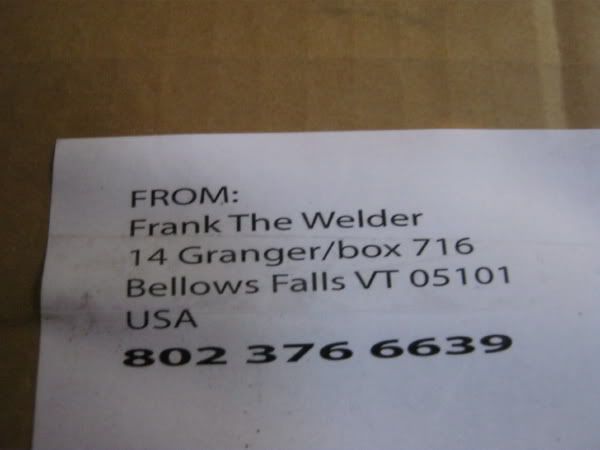 FROM:
Frank The Welder
14 Granger/box 716
Bellows Falls VT 05101
USA
802 376 6639